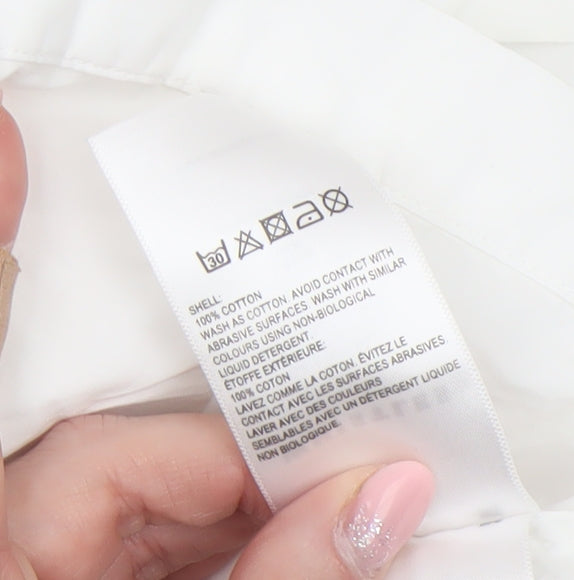 30
SHELL:
100% COTTON
WASH AS COTTON. AVOID CONTACT WITH
ABRASIVE SURFACES. WASH WITH SIMILAR
COLOURS USING NON-BIOLOGICAL
LIQUID DETERGENT.
ÉTOFFE EXTÉRIEURE:
100% COTON
LAVEZ COMME LA COTON. ÉVITEZ LE
CONTACT AVEC LES SURFACES ABRASIVES.
LAVER AVEC DES COULEURS
SEMBLABLES AVEC UN DÉTERGENT LIQUIDE
NON BIOLOGIQUE.